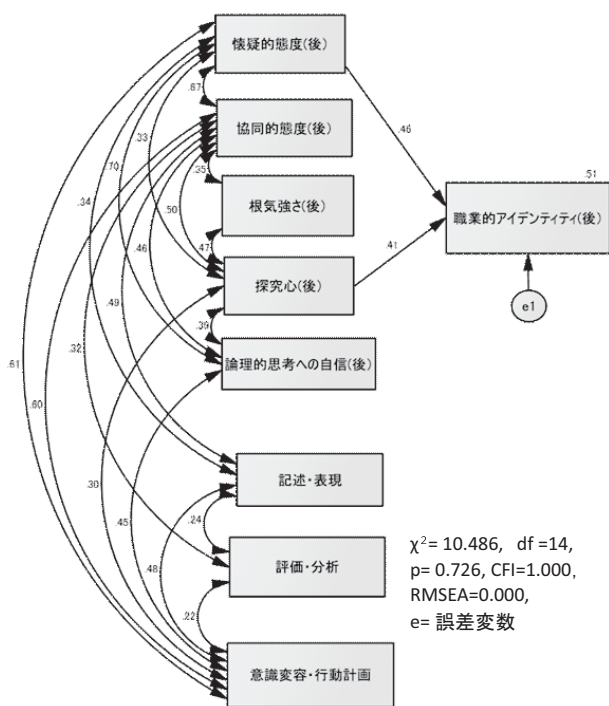 懐疑的態度(後)
.67
.46
協同的態度(後)
.33
.35
.51
.70
.34
根気強さ(後)
.50
職業的アイデンティティ(後)
.46
.47
.41
探究心(後)
e1
.49
.39
.32
論理的思考への自信(後)
.61
.60
記述・表現
.30
.24
.45
χ²= 10.486, df =14,
評価・分析
p= 0.726, CFI=1.000,
.48
RMSEA=0.000,
.22
e= 誤差変数
意識変容・行動計画